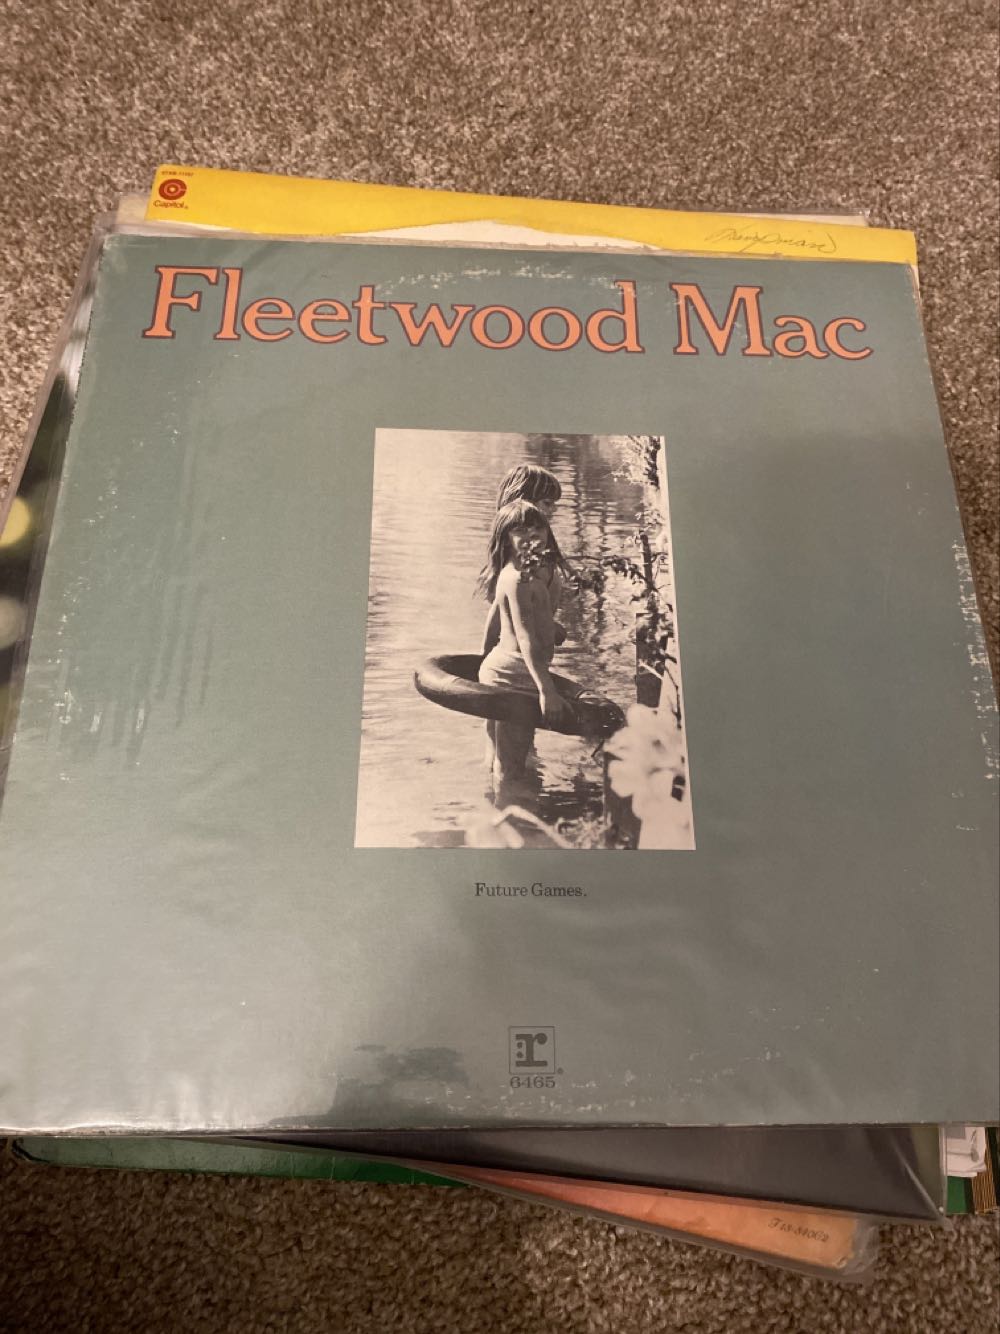 Capitol®
Fleetwood Mac
Future Games.
r®
6465